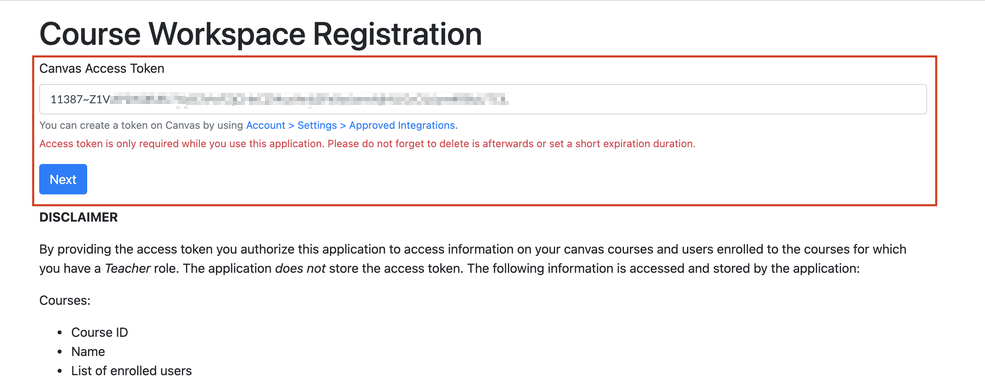 Course Workspace Registration
Canvas Access Token
11387~Z1V
You can create a token on Canvas by using Account > Settings > Approved Integrations.
Access token is only required while you use this application. Please do not forget to delete is afterwards or set a short expiration duration.
Next
DISCLAIMER
By providing the access token you authorize this application to access information on your canvas courses and users enrolled to the courses for which
you have a Teacher role. The application does not store the access token. The following information is accessed and stored by the application:
Courses:
• Course ID
• Name
• List of enrolled users